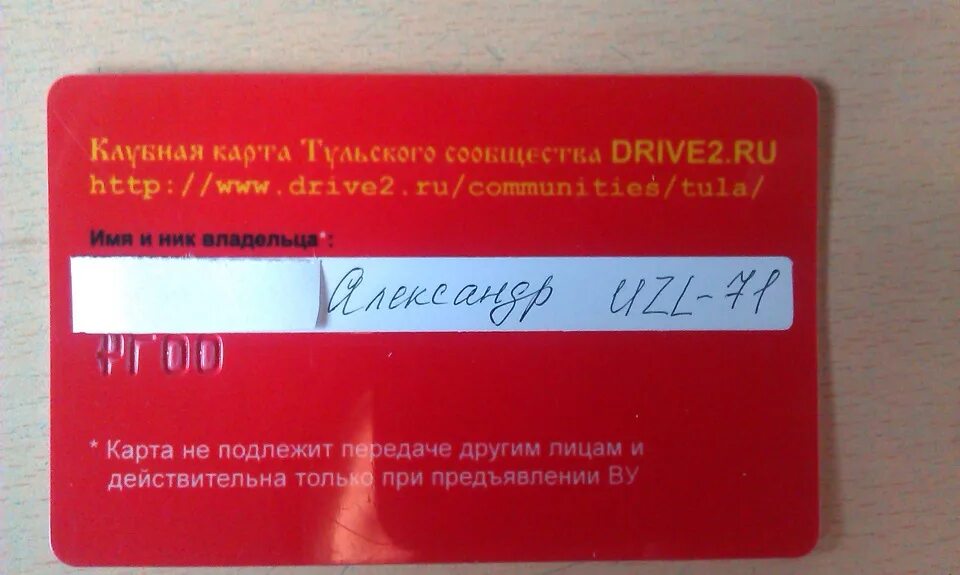 Клубная карта Тульского сообщества DRIVE2.RU
http://www.drive2.ru/communities/tula/
Имя и ник владельца*:
Александр UZL-71
* Карта не подлежит передаче другим лицам и
действительна только при предъявлении ВУ